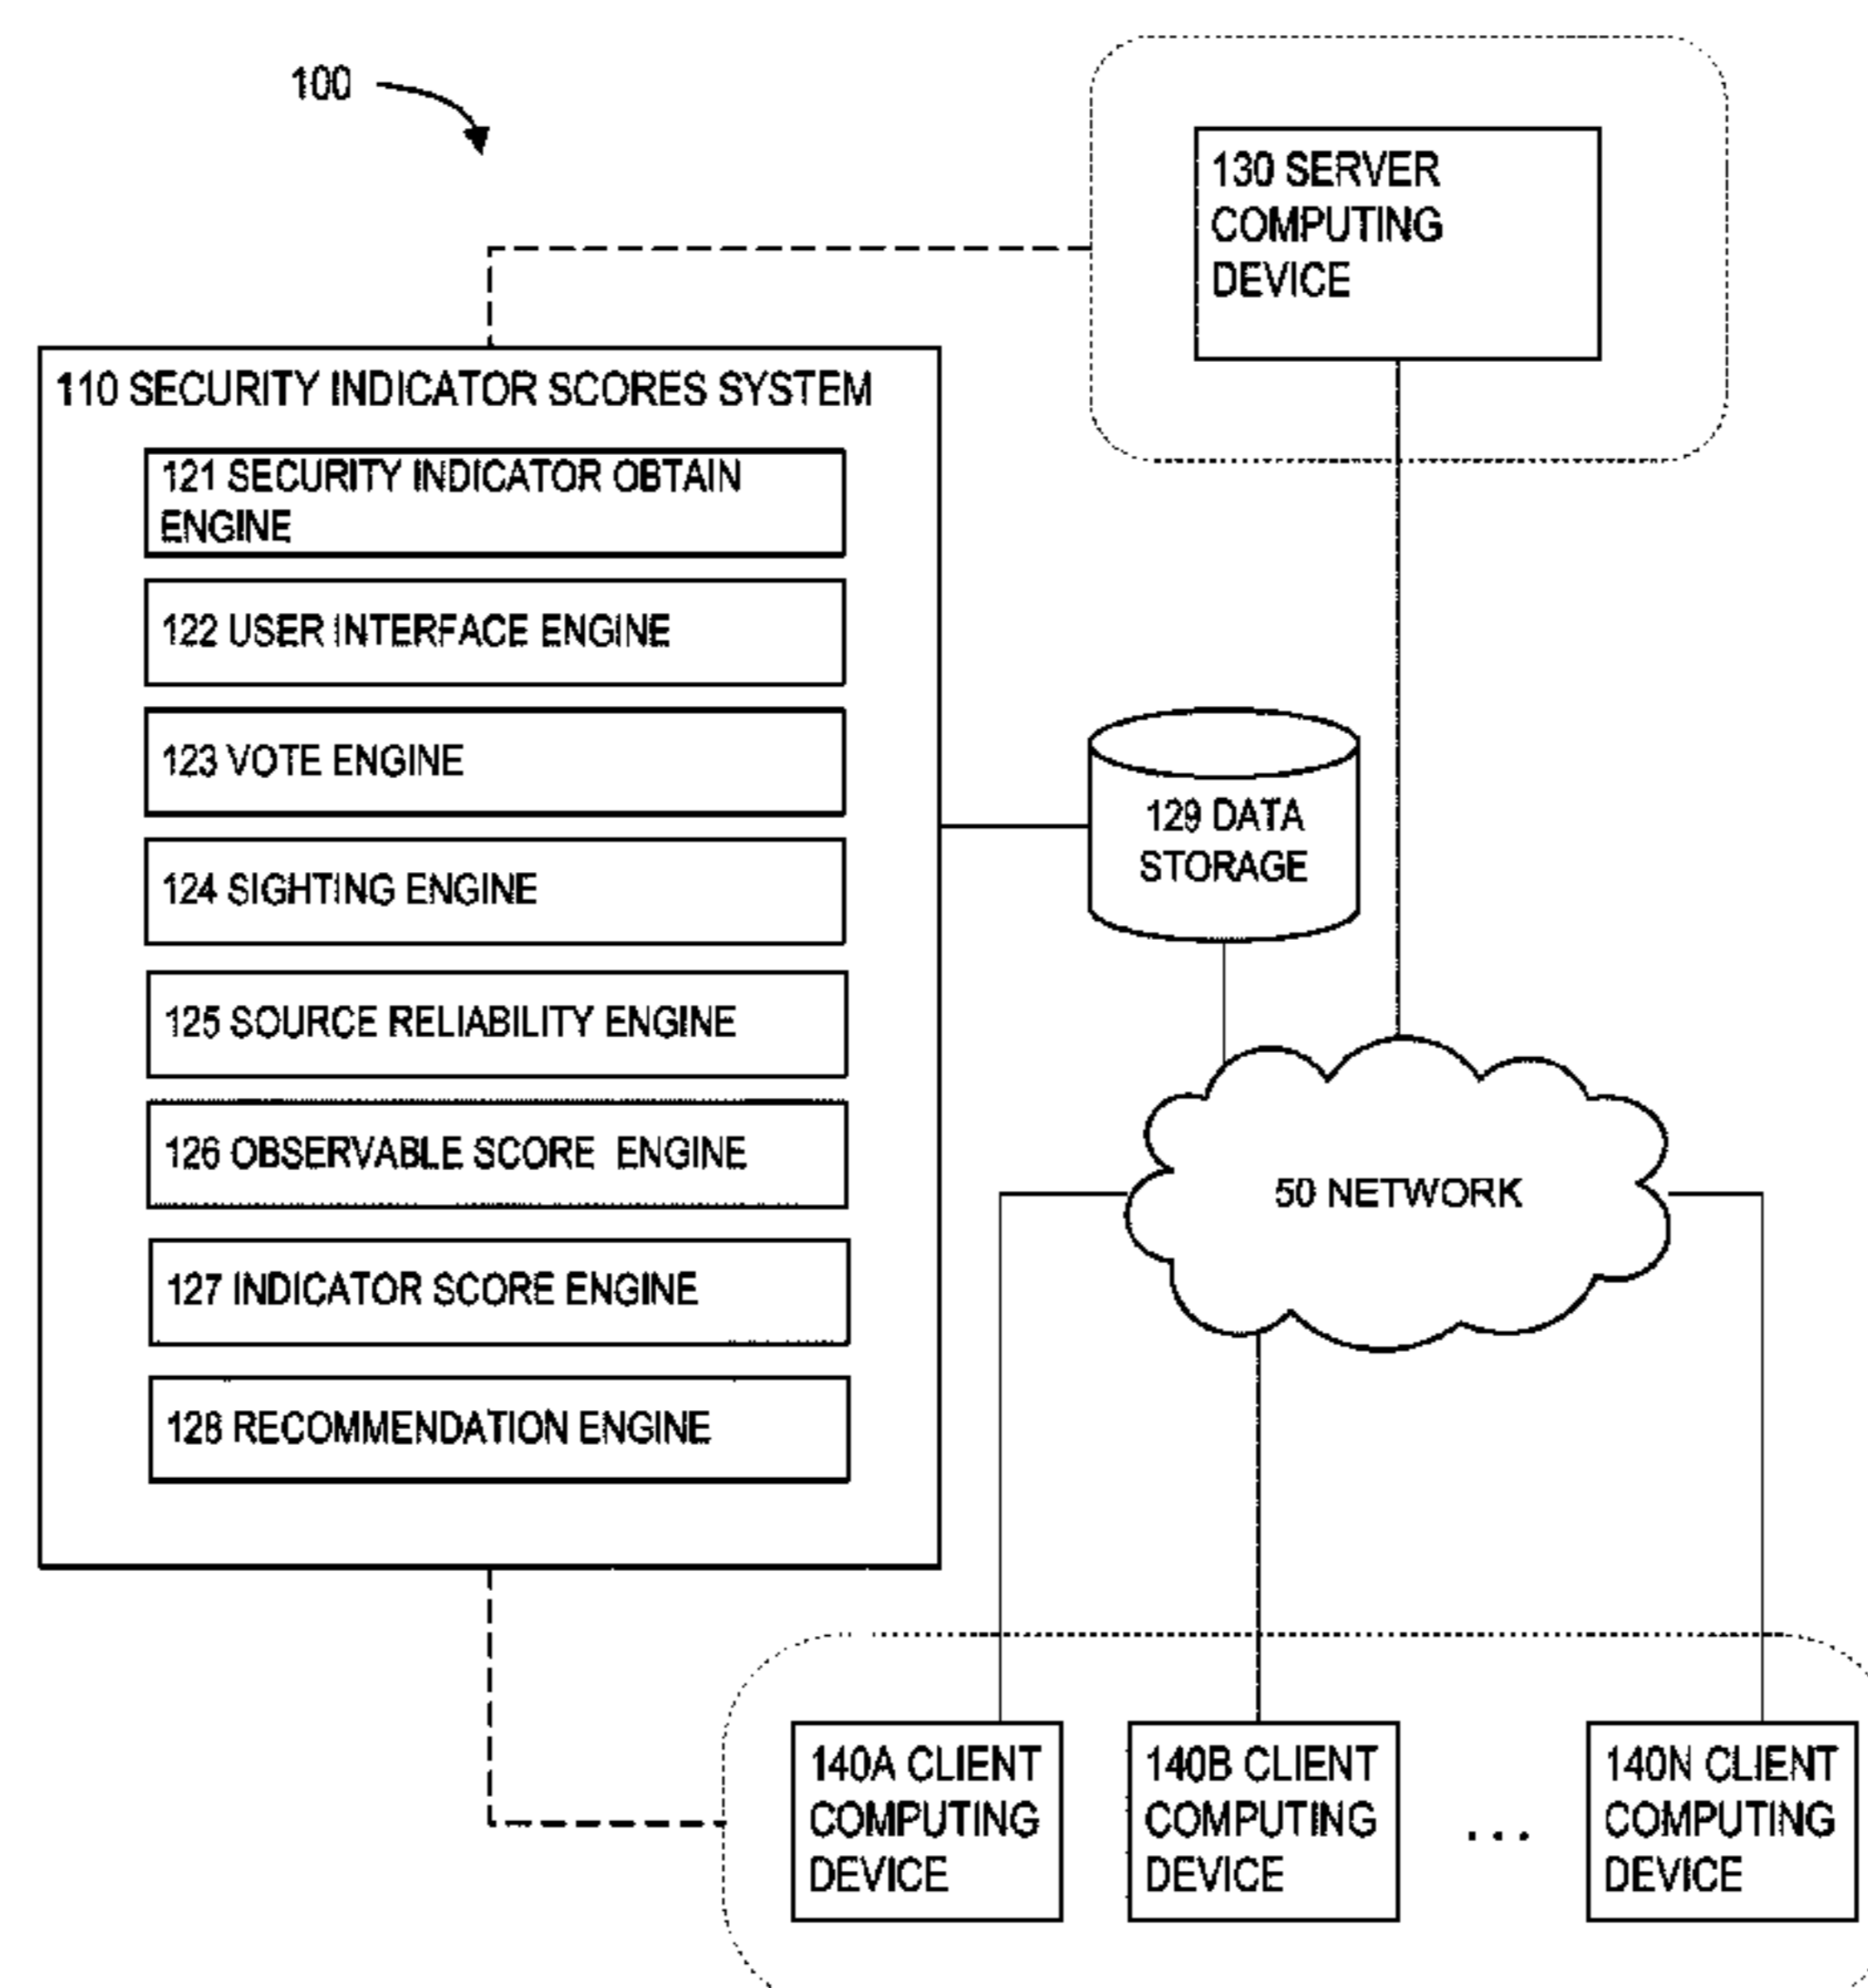 100
130 SERVER
COMPUTING
DEVICE
110 SECURITY INDICATOR SCORES SYSTEM
121 SECURITY INDICATOR OBTAIN
ENGINE
122 USER INTERFACE ENGINE
123 VOTE ENGINE
124 SIGHTING ENGINE
125 SOURCE RELIABILITY ENGINE
126 OBSERVABLE SCORE ENGINE
127 INDICATOR SCORE ENGINE
128 RECOMMENDATION ENGINE
129 DATA
STORAGE
50 NETWORK
140A CLIENT
COMPUTING
DEVICE
140B CLIENT
COMPUTING
DEVICE
...
140N CLIENT
COMPUTING
DEVICE